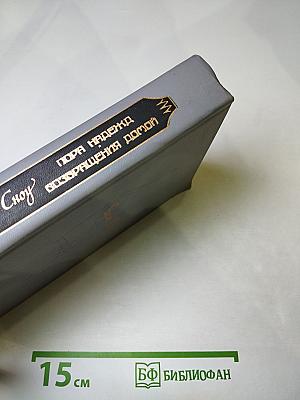 Сноу
ПОРА НАДЕЖД
ВОЗВРАЩЕНИЯ ДОМОЙ
15 см
БФ БИБЛИОФАН